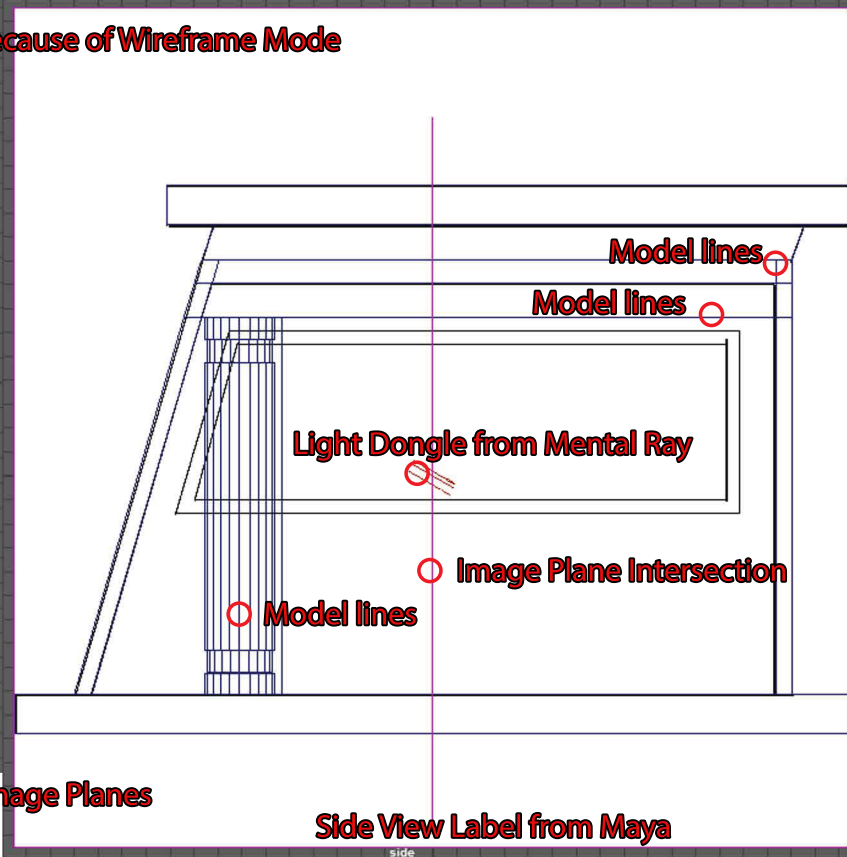 ecause of Wireframe Mode
Model lines
Model lines
Light Dongle from Mental Ray
Image Plane Intersection
Model lines
mage Planes
Side View Label from Maya
side